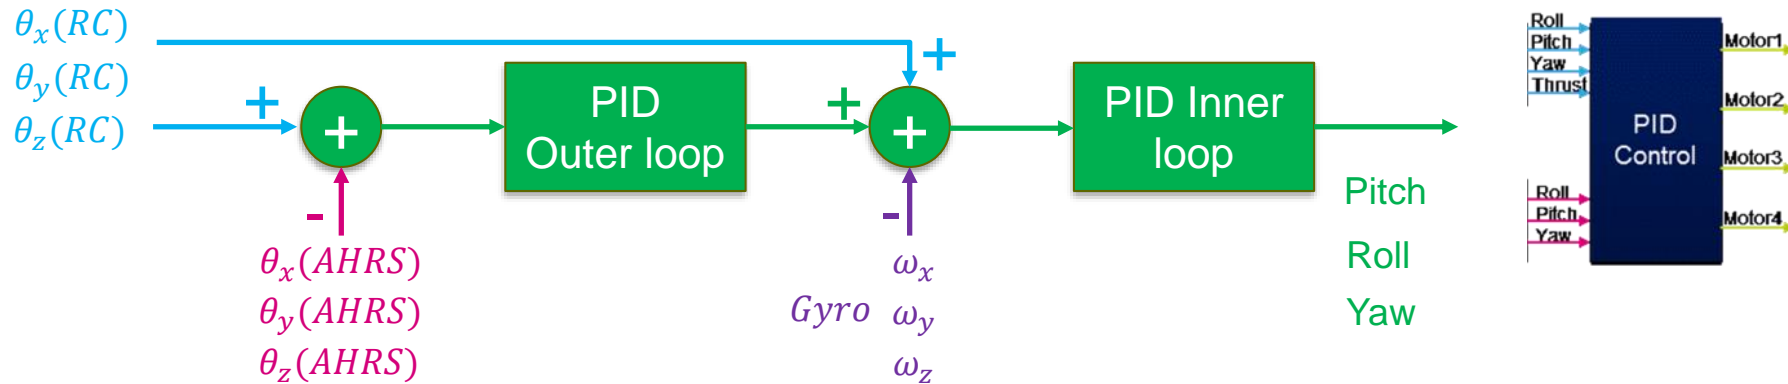 θx(RC)
θy(RC)
θz(RC)
+
+
-
PID
Outer loop
+
+
+
-
PID Inner
loop
θx(AHRS)
θy(AHRS)
θz(AHRS)
Gyro
ωx
ωy
ωz
Pitch
Roll
Yaw
Roll
Pitch
Yaw
Thrust
Roll
Pitch
Yaw
PID
Control
Motor1
Motor2
Motor3
Motor4